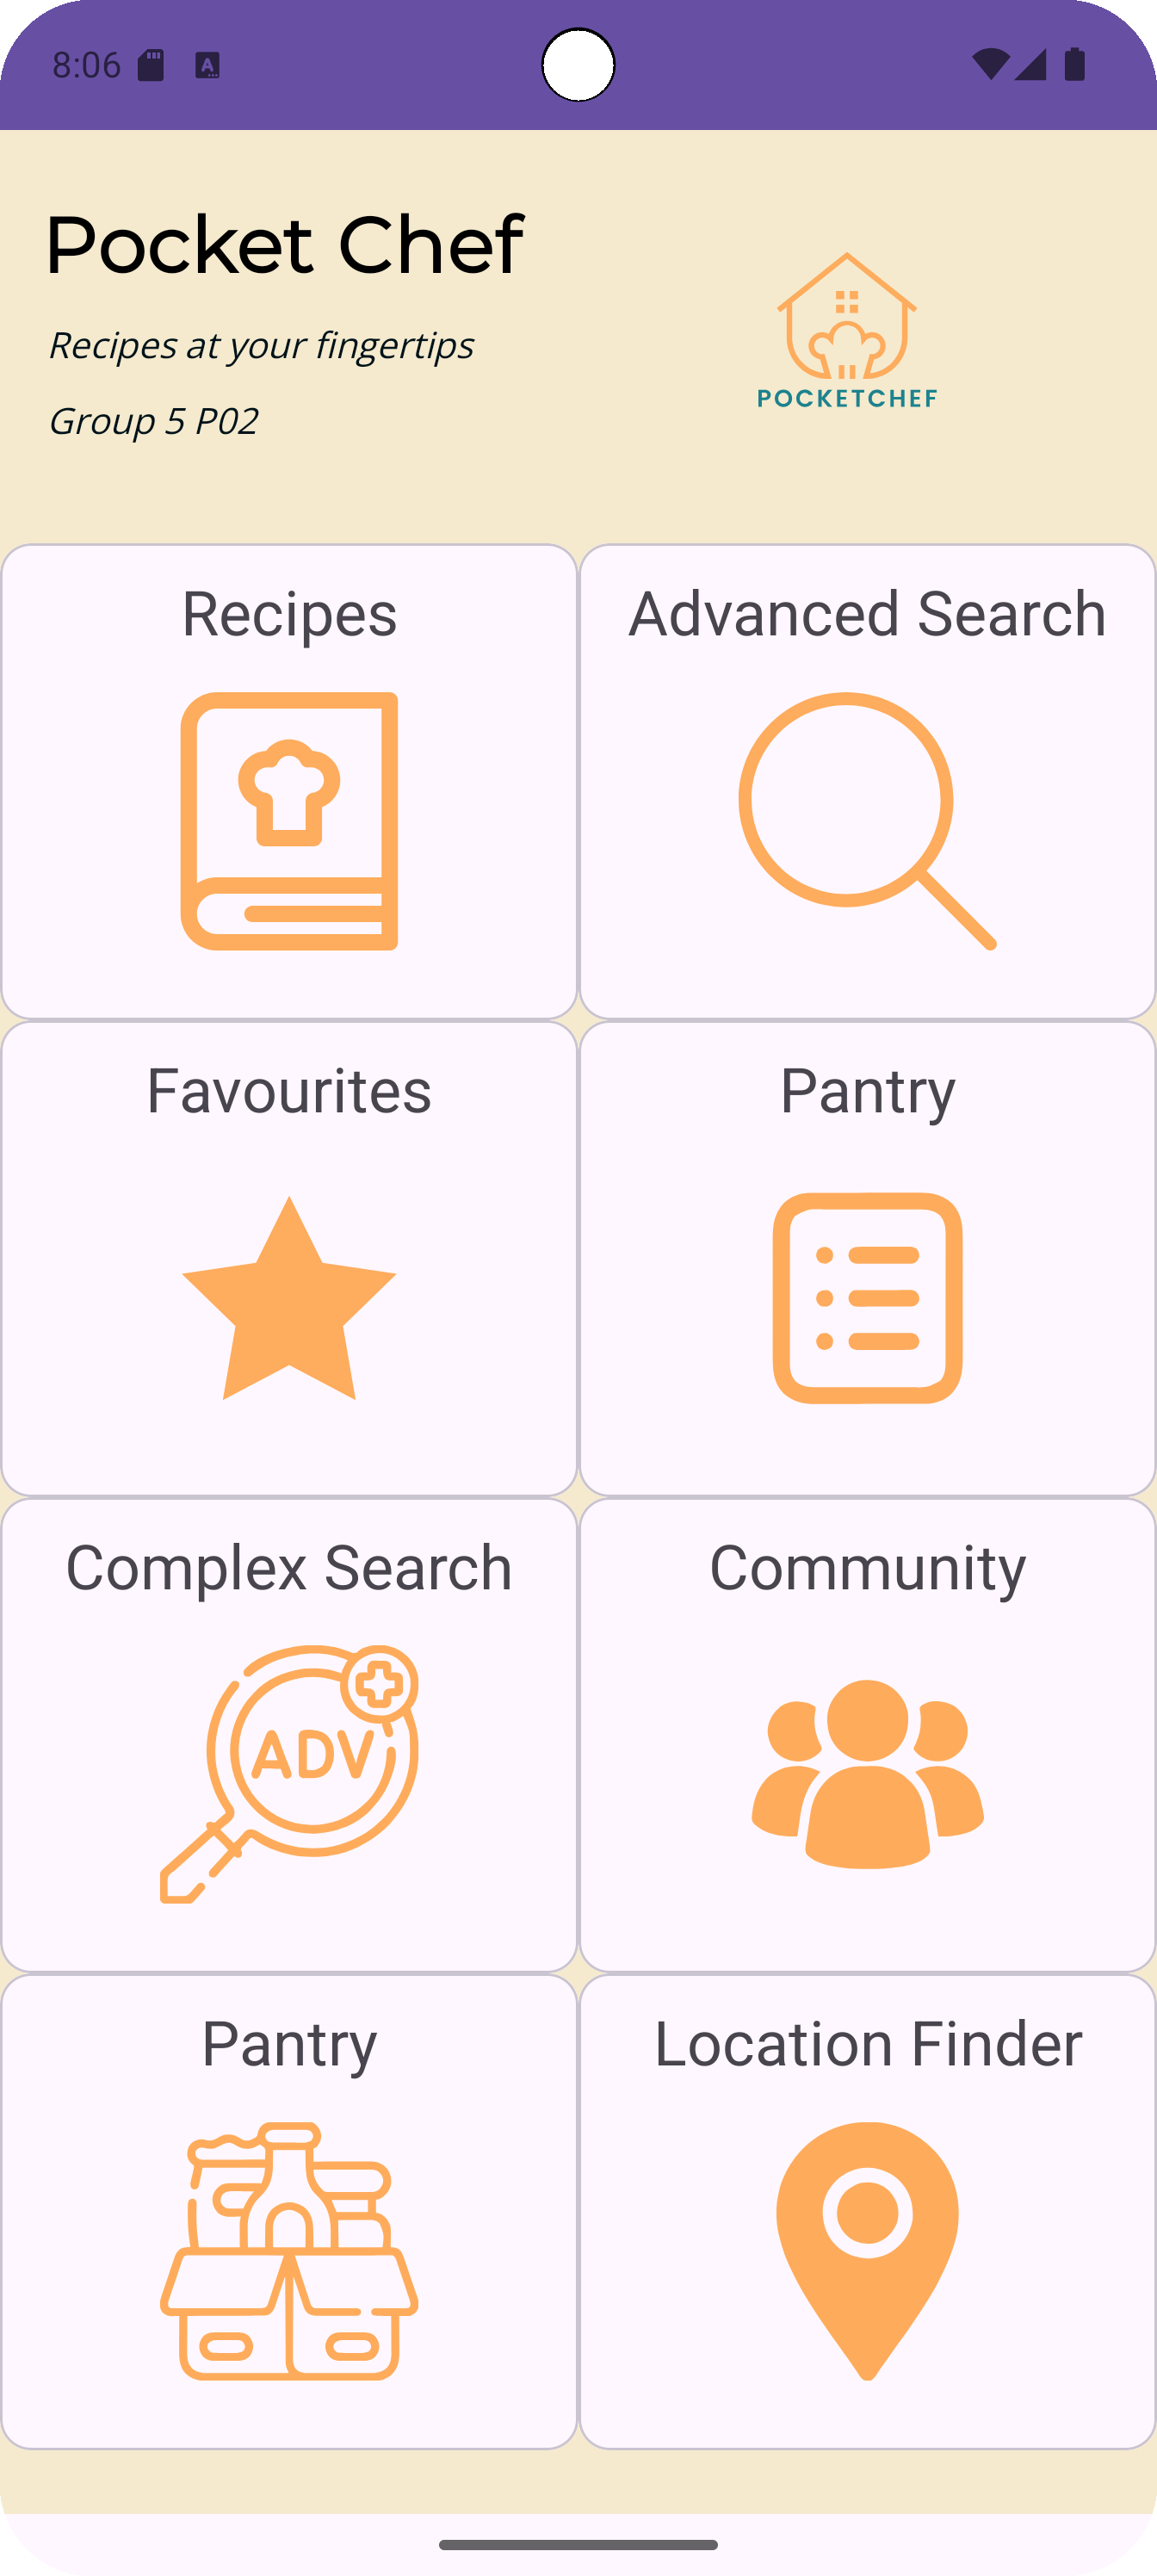 8:06
A
Pocket Chef
Recipes at your fingertips
Group 5 P02
POCKETCHEF
Recipes
Advanced Search
Favourites
Pantry
Complex Search
Community
ADV
Pantry
Location Finder